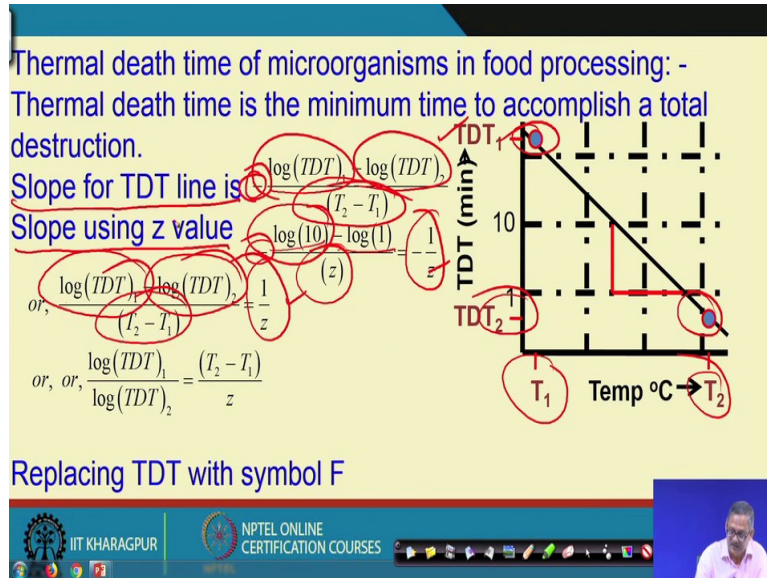 Thermal death time of microorganisms in food processing: -
Thermal death time is the minimum time to accomplish a total
destruction.
Slope for TDT line is - (log(TDT)₁ - log(TDT)₂) / (T₂ - T₁)
Slope using z value - (log(10) - log(1)) / (z) = - 1/z
or, (log(TDT)₁ - log(TDT)₂) / (T₂ - T₁) = 1/z
or, or, log(TDT)₁ / log(TDT)₂ = (T₂ - T₁) / z
Replacing TDT with symbol F
TDT₁
TDT (min)
10
1
TDT₂
T₁ Temp ºC T₂
IIT KHARAGPUR
NPTEL ONLINE
CERTIFICATION COURSES
NPTEL